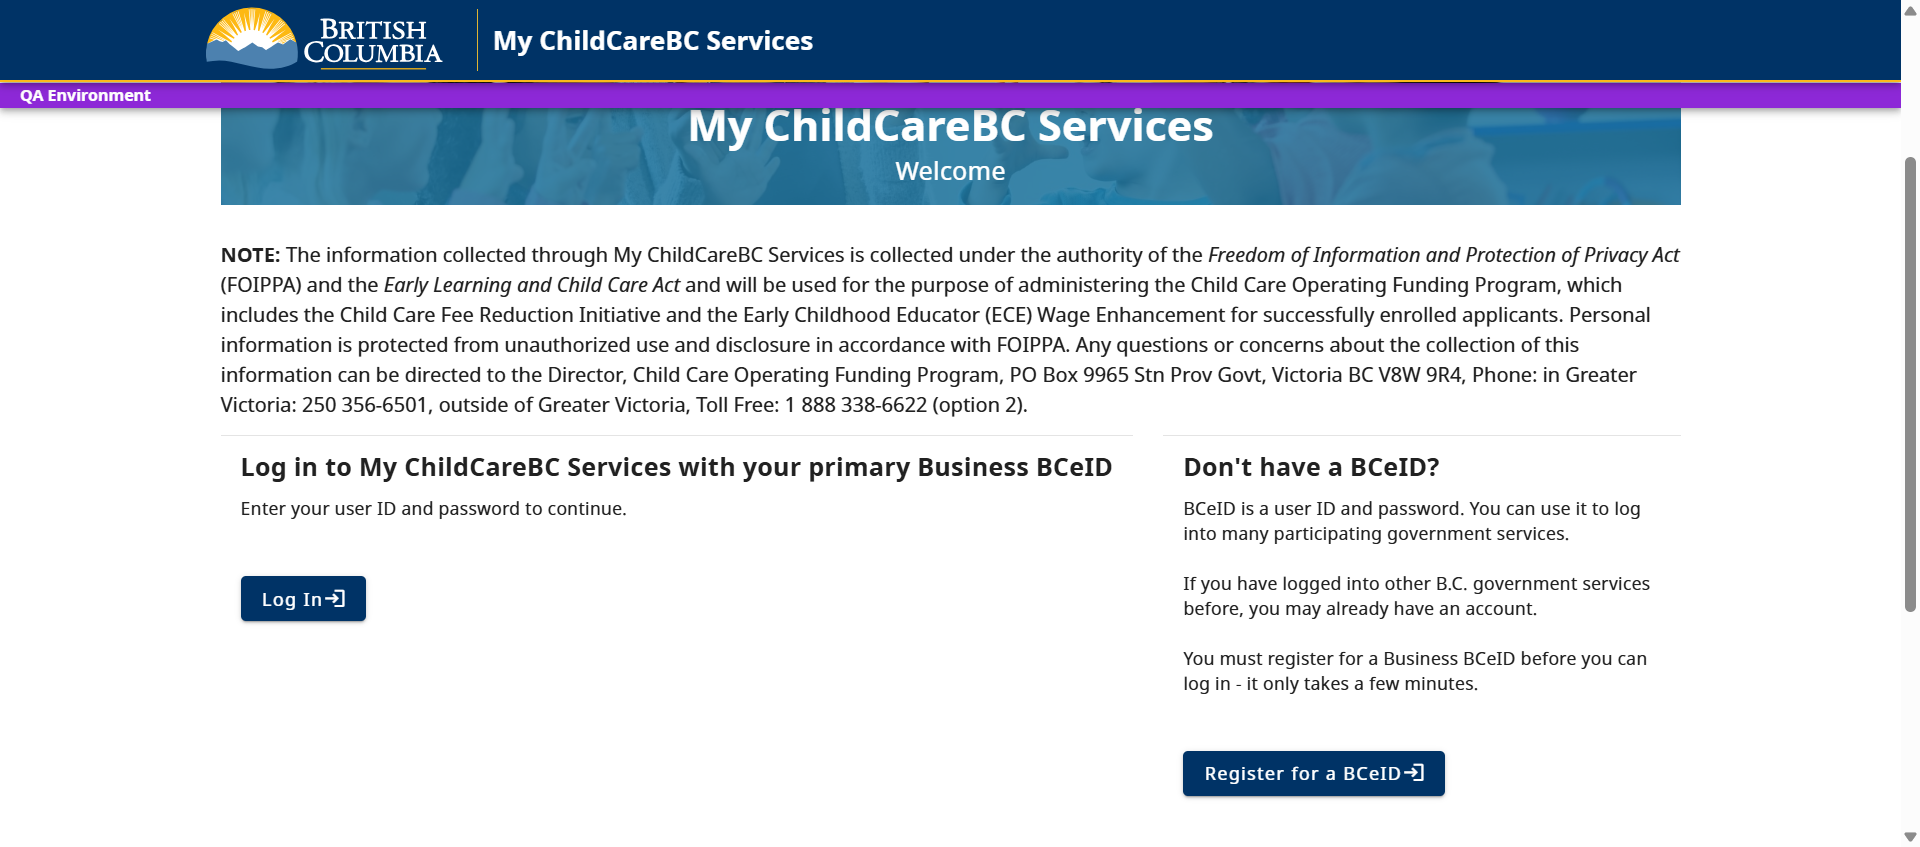 BRITISH
COLUMBIA
My ChildCareBC Services
QA Environment
My ChildCareBC Services
Welcome
NOTE: The information collected through My ChildCareBC Services is collected under the authority of the Freedom of Information and Protection of Privacy Act
(FOIPPA) and the Early Learning and Child Care Act and will be used for the purpose of administering the Child Care Operating Funding Program, which
includes the Child Care Fee Reduction Initiative and the Early Childhood Educator (ECE) Wage Enhancement for successfully enrolled applicants. Personal
information is protected from unauthorized use and disclosure in accordance with FOIPPA. Any questions or concerns about the collection of this
information can be directed to the Director, Child Care Operating Funding Program, PO Box 9965 Stn Prov Govt, Victoria BC V8W 9R4, Phone: in Greater
Victoria: 250 356-6501, outside of Greater Victoria, Toll Free: 1 888 338-6622 (option 2).
Log in to My ChildCareBC Services with your primary Business BCeID
Enter your user ID and password to continue.
Log In
Don't have a BCeID?
BCeID is a user ID and password. You can use it to log
into many participating government services.
If you have logged into other B.C. government services
before, you may already have an account.
You must register for a Business BCeID before you can
log in - it only takes a few minutes.
Register for a BCeID